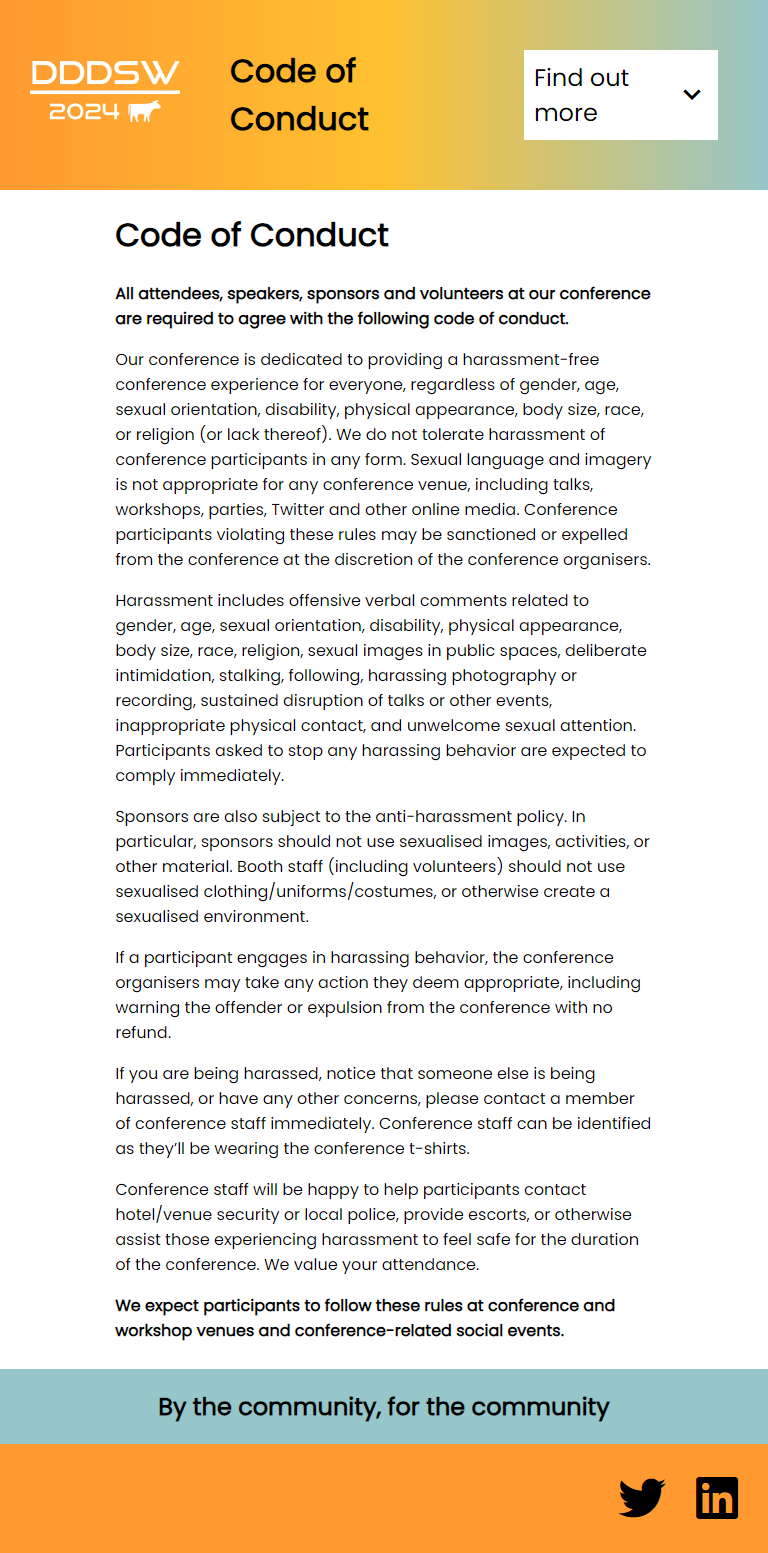 DDDSW
2024
Code of
Conduct
Find out
more
Code of Conduct
All attendees, speakers, sponsors and volunteers at our conference
are required to agree with the following code of conduct.
Our conference is dedicated to providing a harassment-free
conference experience for everyone, regardless of gender, age,
sexual orientation, disability, physical appearance, body size, race,
or religion (or lack thereof). We do not tolerate harassment of
conference participants in any form. Sexual language and imagery
is not appropriate for any conference venue, including talks,
workshops, parties, Twitter and other online media. Conference
participants violating these rules may be sanctioned or expelled
from the conference at the discretion of the conference organisers.
Harassment includes offensive verbal comments related to
gender, age, sexual orientation, disability, physical appearance,
body size, race, religion, sexual images in public spaces, deliberate
intimidation, stalking, following, harassing photography or
recording, sustained disruption of talks or other events,
inappropriate physical contact, and unwelcome sexual attention.
Participants asked to stop any harassing behavior are expected to
comply immediately.
Sponsors are also subject to the anti-harassment policy. In
particular, sponsors should not use sexualised images, activities, or
other material. Booth staff (including volunteers) should not use
sexualised clothing/uniforms/costumes, or otherwise create a
sexualised environment.
If a participant engages in harassing behavior, the conference
organisers may take any action they deem appropriate, including
warning the offender or expulsion from the conference with no
refund.
If you are being harassed, notice that someone else is being
harassed, or have any other concerns, please contact a member
of conference staff immediately. Conference staff can be identified
as they'll be wearing the conference t-shirts.
Conference staff will be happy to help participants contact
hotel/venue security or local police, provide escorts, or otherwise
assist those experiencing harassment to feel safe for the duration
of the conference. We value your attendance.
We expect participants to follow these rules at conference and
workshop venues and conference-related social events.
By the community, for the community
in